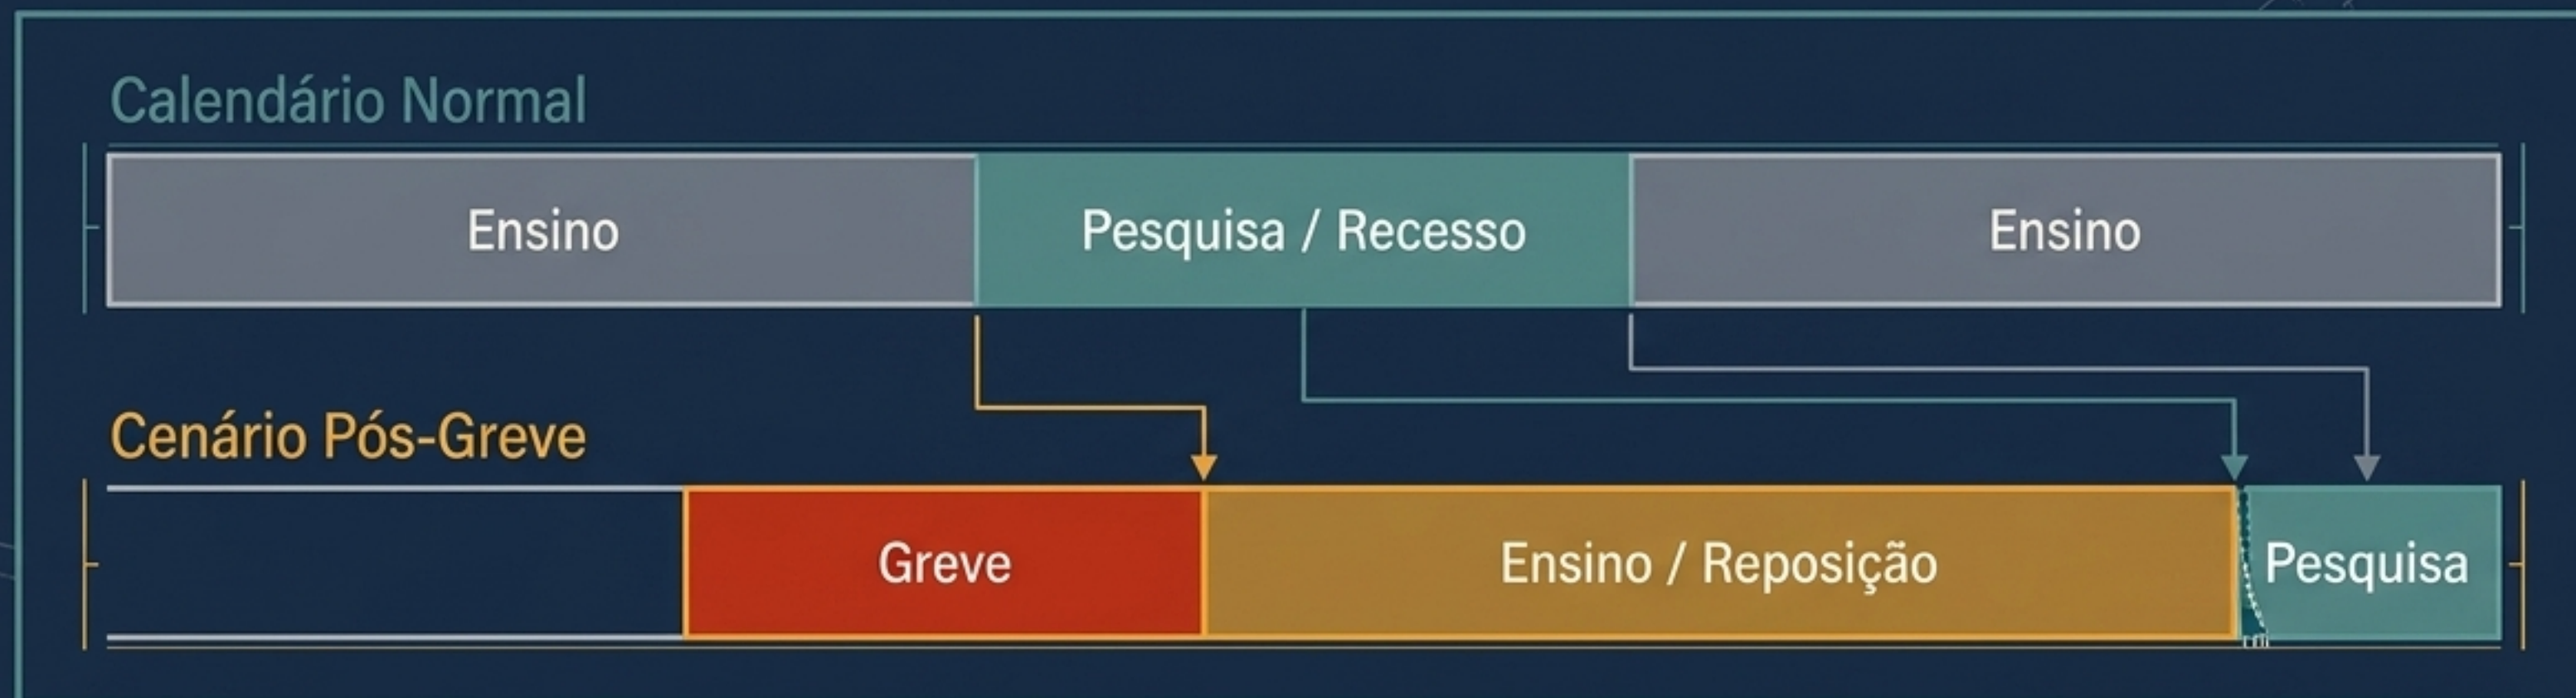 Calendário Normal
Ensino Pesquisa / Recesso Ensino
Cenário Pós-Greve
Greve Ensino / Reposição Pesquisa